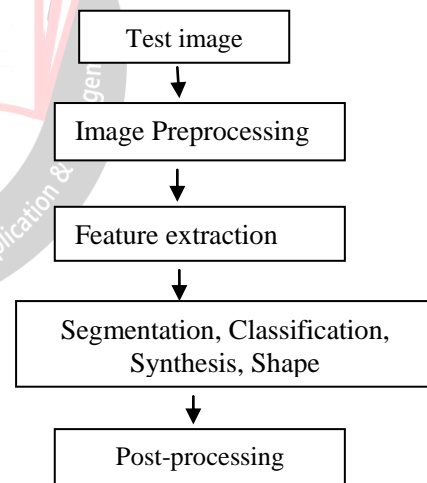 Test image
Image Preprocessing
Feature extraction
Segmentation, Classification,
Synthesis, Shape
Post-processing